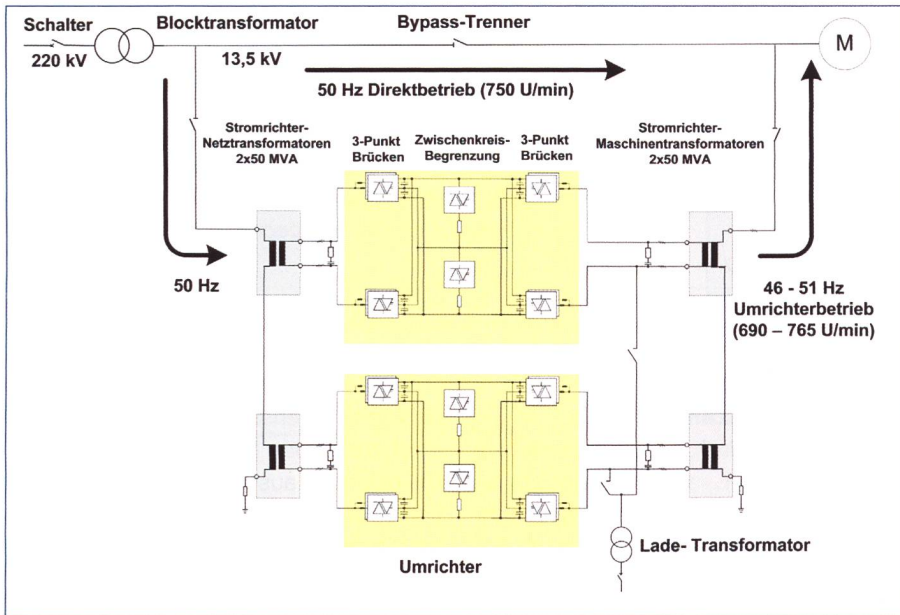 Schalter
Blocktransformator
Bypass-Trenner
220 kV
13,5 kV
M
50 Hz Direktbetrieb (750 U/min)
Stromrichter-
Netztransformatoren
2x50 MVA
3-Punkt
Brücken
Zwischenkreis-
Begrenzung
3-Punkt
Brücken
Stromrichter-
Maschinentransformatoren
2x50 MVA
50 Hz
46 - 51 Hz
Umrichterbetrieb
(690 – 765 U/min)
Lade- Transformator
Umrichter